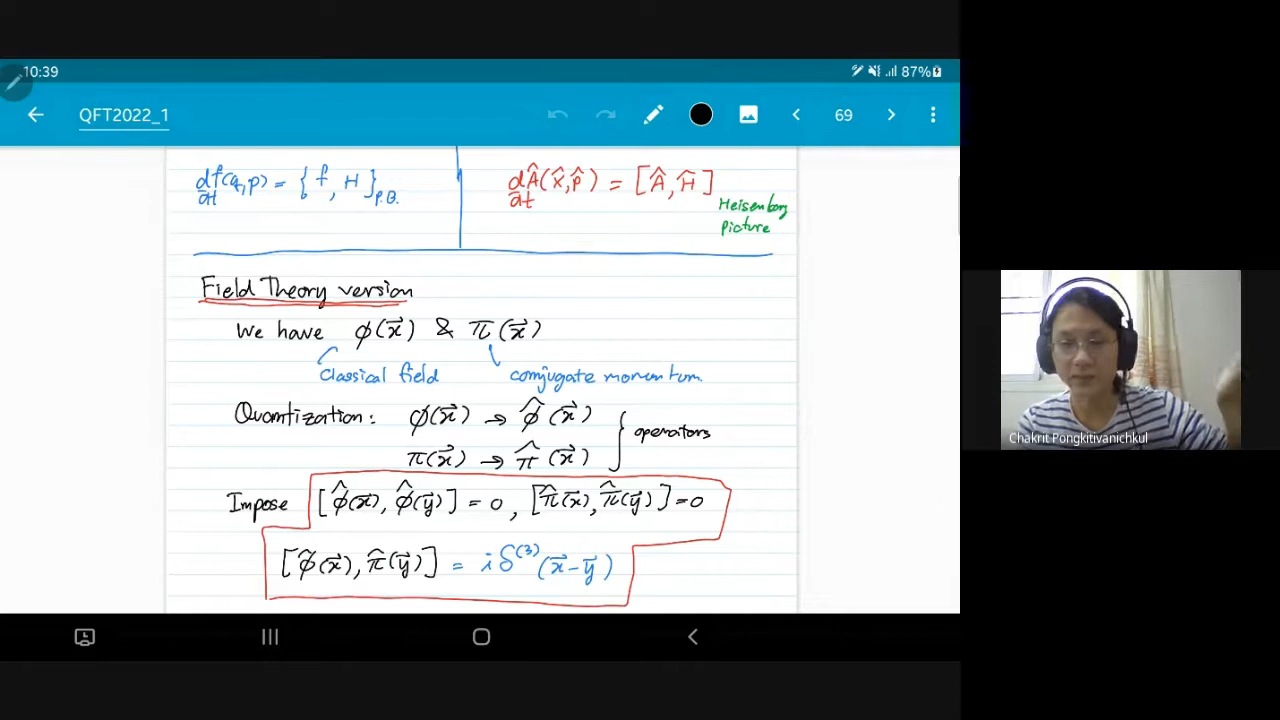 10:39
87%
QFT2022_1
69
df(q,p)/dt = { f, H }P.B.
dÂ(x̂,p̂)/dt = [Â, Ĥ]
Heisenberg
picture
Field Theory version
We have φ(x⃗) & π(x⃗)
classical field
conjugate momentum
Quantization: φ(x⃗) → φ̂(x⃗)
π(x⃗) → π̂(x⃗)
operators
Impose [φ̂(x⃗), φ̂(y⃗)] = 0, [π̂(x⃗), π̂(y⃗)] = 0
[φ̂(x⃗), π̂(y⃗)] = iδ⁽³⁾(x⃗-y⃗)
Chakrit Pongkitivanichkul